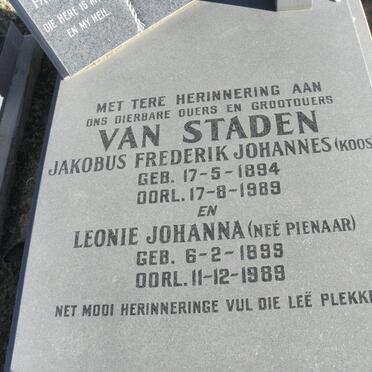 DIE HERE IS MY
EN MY HEIL.
MET TERE HERINNERING AAN
ONS DIERBARE OUERS EN GROOTOUERS
VAN STADEN
JAKOBUS FREDERIK JOHANNES (KOOS)
GEB. 17-5-1894
OORL. 17-8-1989
EN
LEONIE JOHANNA (NEÉ PIENAAR)
GEB. 6-2-1899
OORL. 11-12-1989
NET MOOI HERINNERINGE VUL DIE LEË PLEKKE